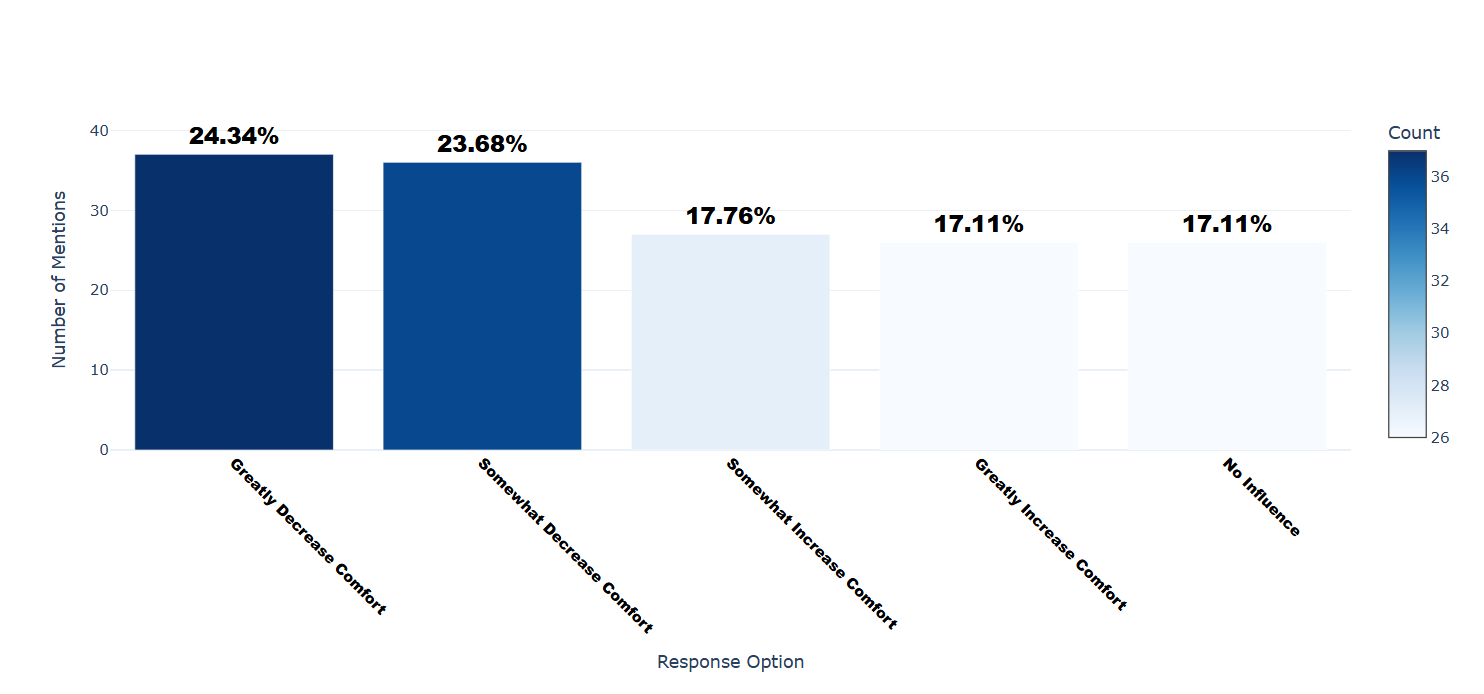 40
30
20
10
0
Number of Mentions
24.34%
23.68%
17.76%
17.11%
17.11%
Greatly Decrease Comfort
Somewhat Decrease Comfort
Somewhat Increase Comfort
Greatly Increase Comfort
No Influence
Response Option
Count
36
34
32
30
28
26